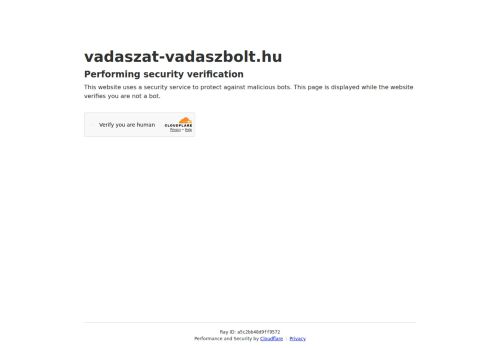 vadaszat-vadaszbolt.hu
Performing security verification
This website uses a security service to protect against malicious bots. This page is displayed while the website
verifies you are not a bot.
Verify you are human
CLOUDFLARE
Privacy • Help
Ray ID: a5c2bb48d9ff9572
Performance and Security by Cloudflare | Privacy